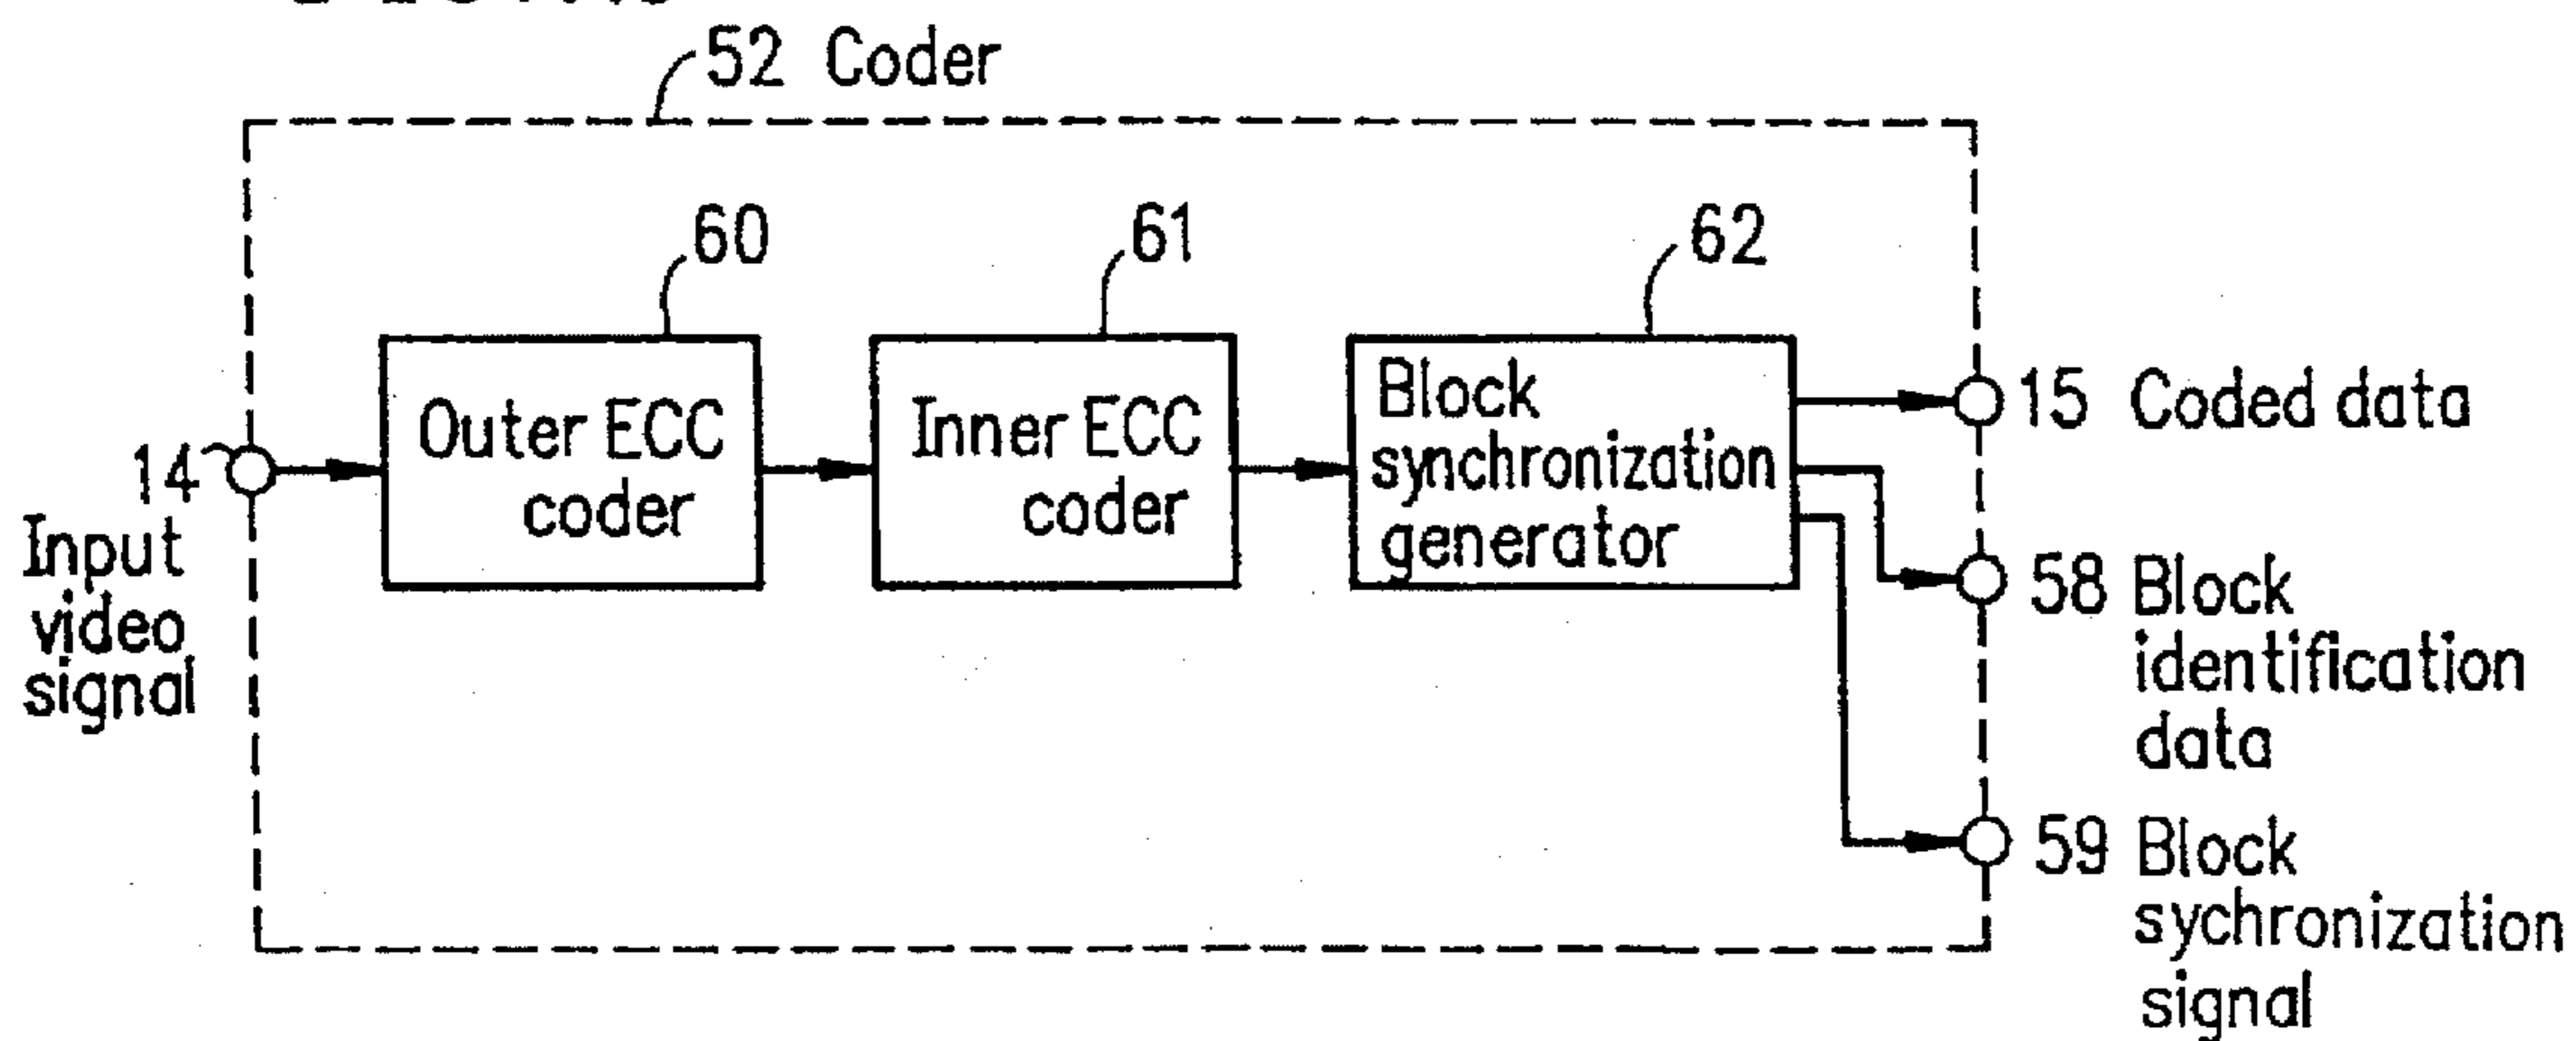 52 Coder
60
61
62
Outer ECC
coder
Inner ECC
coder
Block
synchronization
generator
14
Input
video
signal
15 Coded data
58 Block
identification
data
59 Block
sychronization
signal